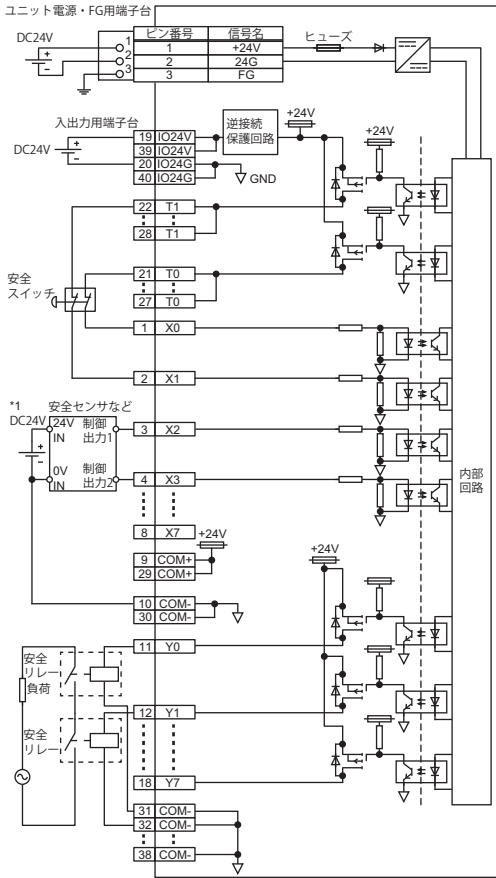 ユニット電源・FG用端子台
DC24V
1
2
3
ピン番号 信号名
1 +24V
2 24G
3 FG
ヒューズ
入出力用端子台
DC24V
19 IO24V
39 IO24V
20 IO24G
40 IO24G
逆接続
保護回路
+24V
+24V
GND
22 T1
28 T1
21 T0
27 T0
安全
スイッチ
1 X0
2 X1
*1
DC24V
安全センサなど
24V
IN
制御
出力1
0V
IN
制御
出力2
3 X2
4 X3
8 X7
+24V
9 COM+
29 COM+
10 COM-
30 COM-
内部
回路
+24V
11 Y0
安全
リレー
負荷
12 Y1
安全
リレー
18 Y7
31 COM-
32 COM-
38 COM-